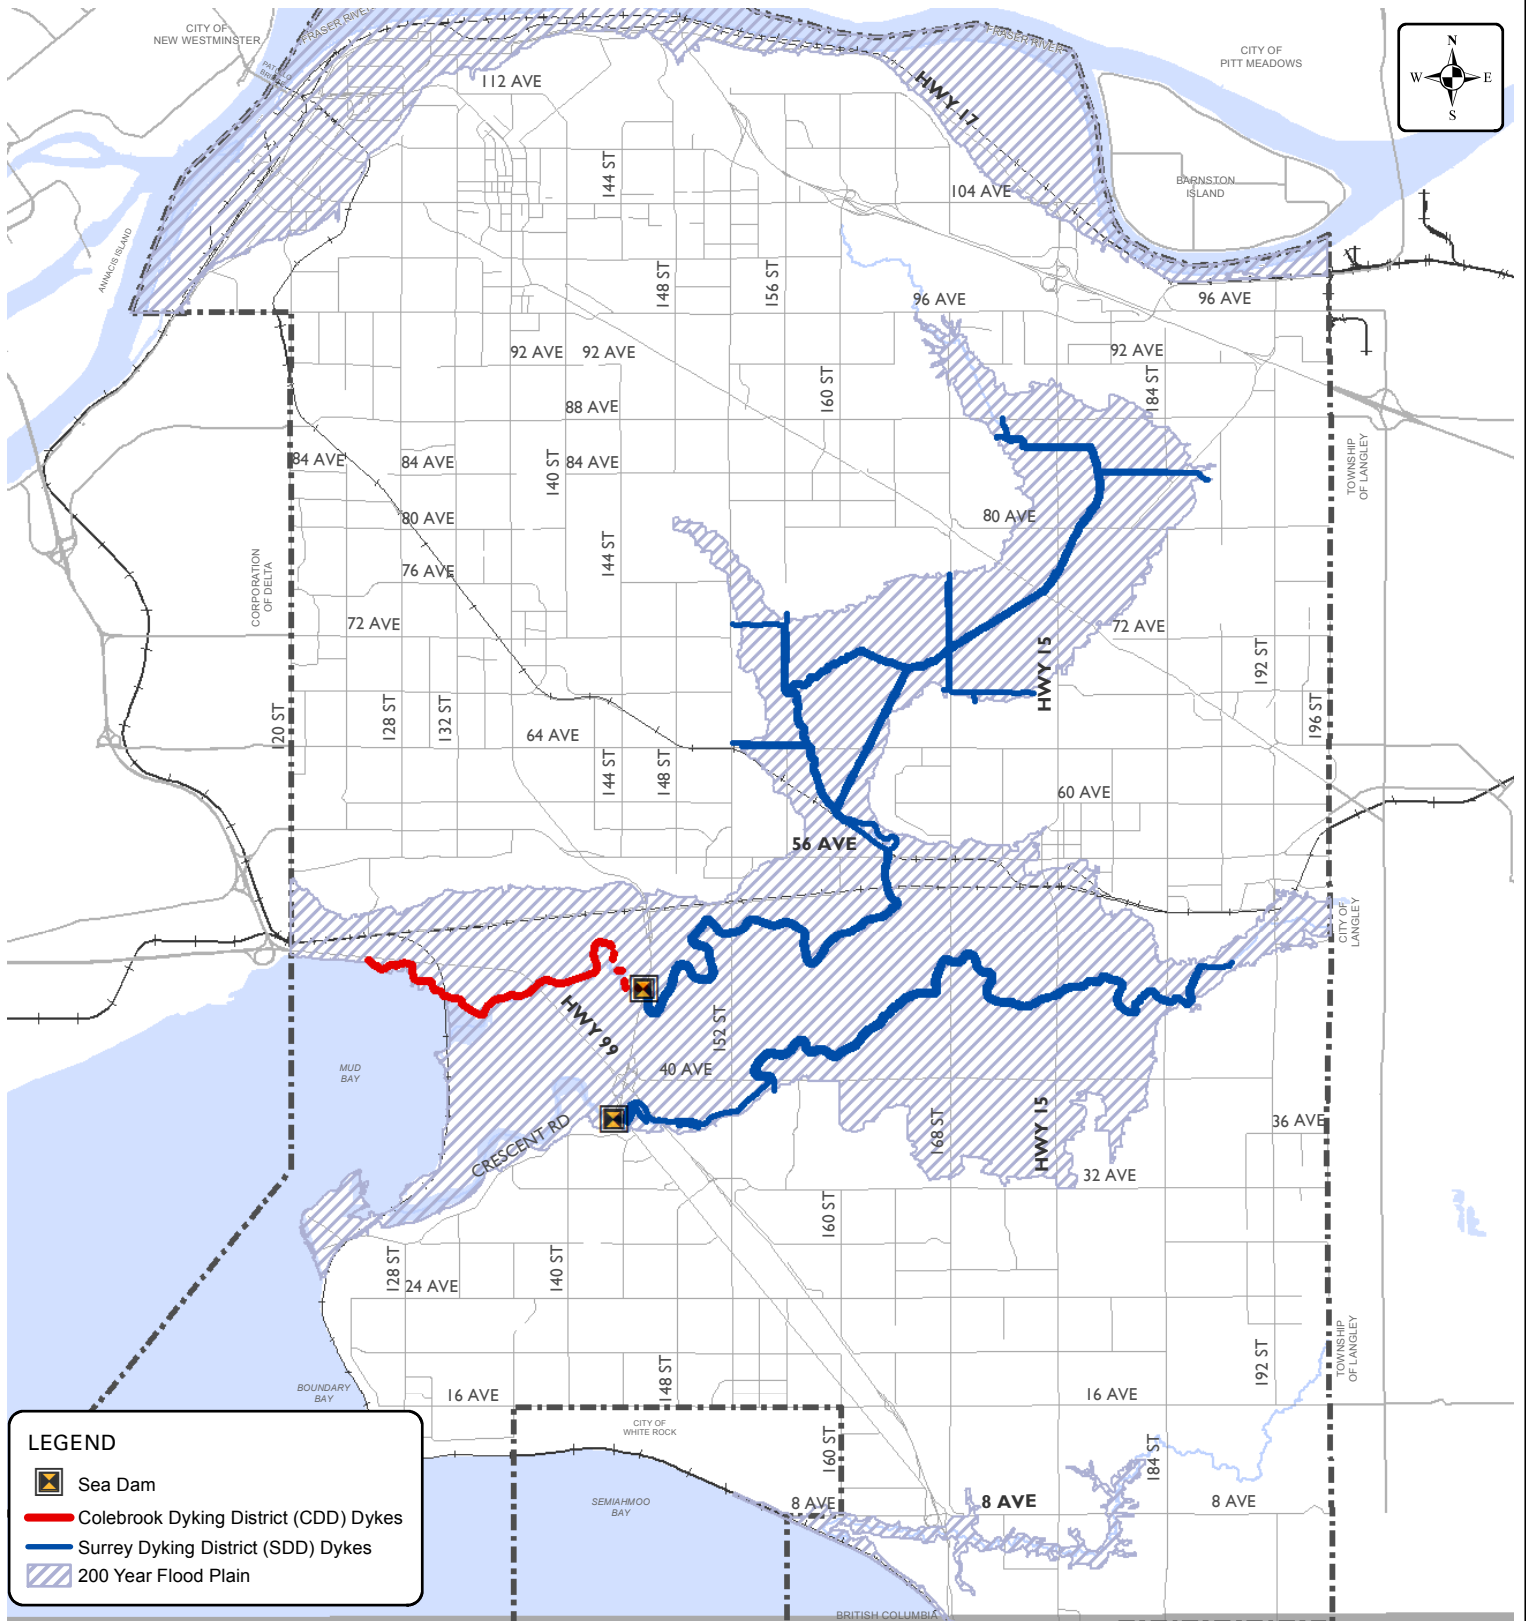 CITY OF
NEW WESTMINSTER
FRASER RIVER
FRASER RIVER
CITY OF
PITT MEADOWS
N
W E
S
PATTULLO
BRIDGE
112 AVE
HWY 17
144 ST
104 AVE
BARNSTON
ISLAND
ANNACIS ISLAND
148 ST
156 ST
96 AVE
96 AVE
92 AVE
92 AVE
92 AVE
160 ST
184 ST
88 AVE
84 AVE
84 AVE
140 ST
84 AVE
TOWNSHIP
OF LANGLEY
80 AVE
80 AVE
144 ST
76 AVE
CORPORATION
OF DELTA
72 AVE
72 AVE
HWY 15
192 ST
120 ST
128 ST
132 ST
196 ST
64 AVE
144 ST
148 ST
60 AVE
56 AVE
CITY OF
LANGLEY
HWY 99
152 ST
MUD
BAY
40 AVE
CRESCENT RD
168 ST
HWY 15
36 AVE
32 AVE
160 ST
128 ST
24 AVE
140 ST
BOUNDARY
BAY
16 AVE
148 ST
16 AVE
192 ST
TOWNSHIP
OF LANGLEY
CITY OF
WHITE ROCK
160 ST
184 ST
SEMIAHMOO
BAY
8 AVE
8 AVE
8 AVE
BRITISH COLUMBIA
LEGEND
Sea Dam
Colebrook Dyking District (CDD) Dykes
Surrey Dyking District (SDD) Dykes
200 Year Flood Plain